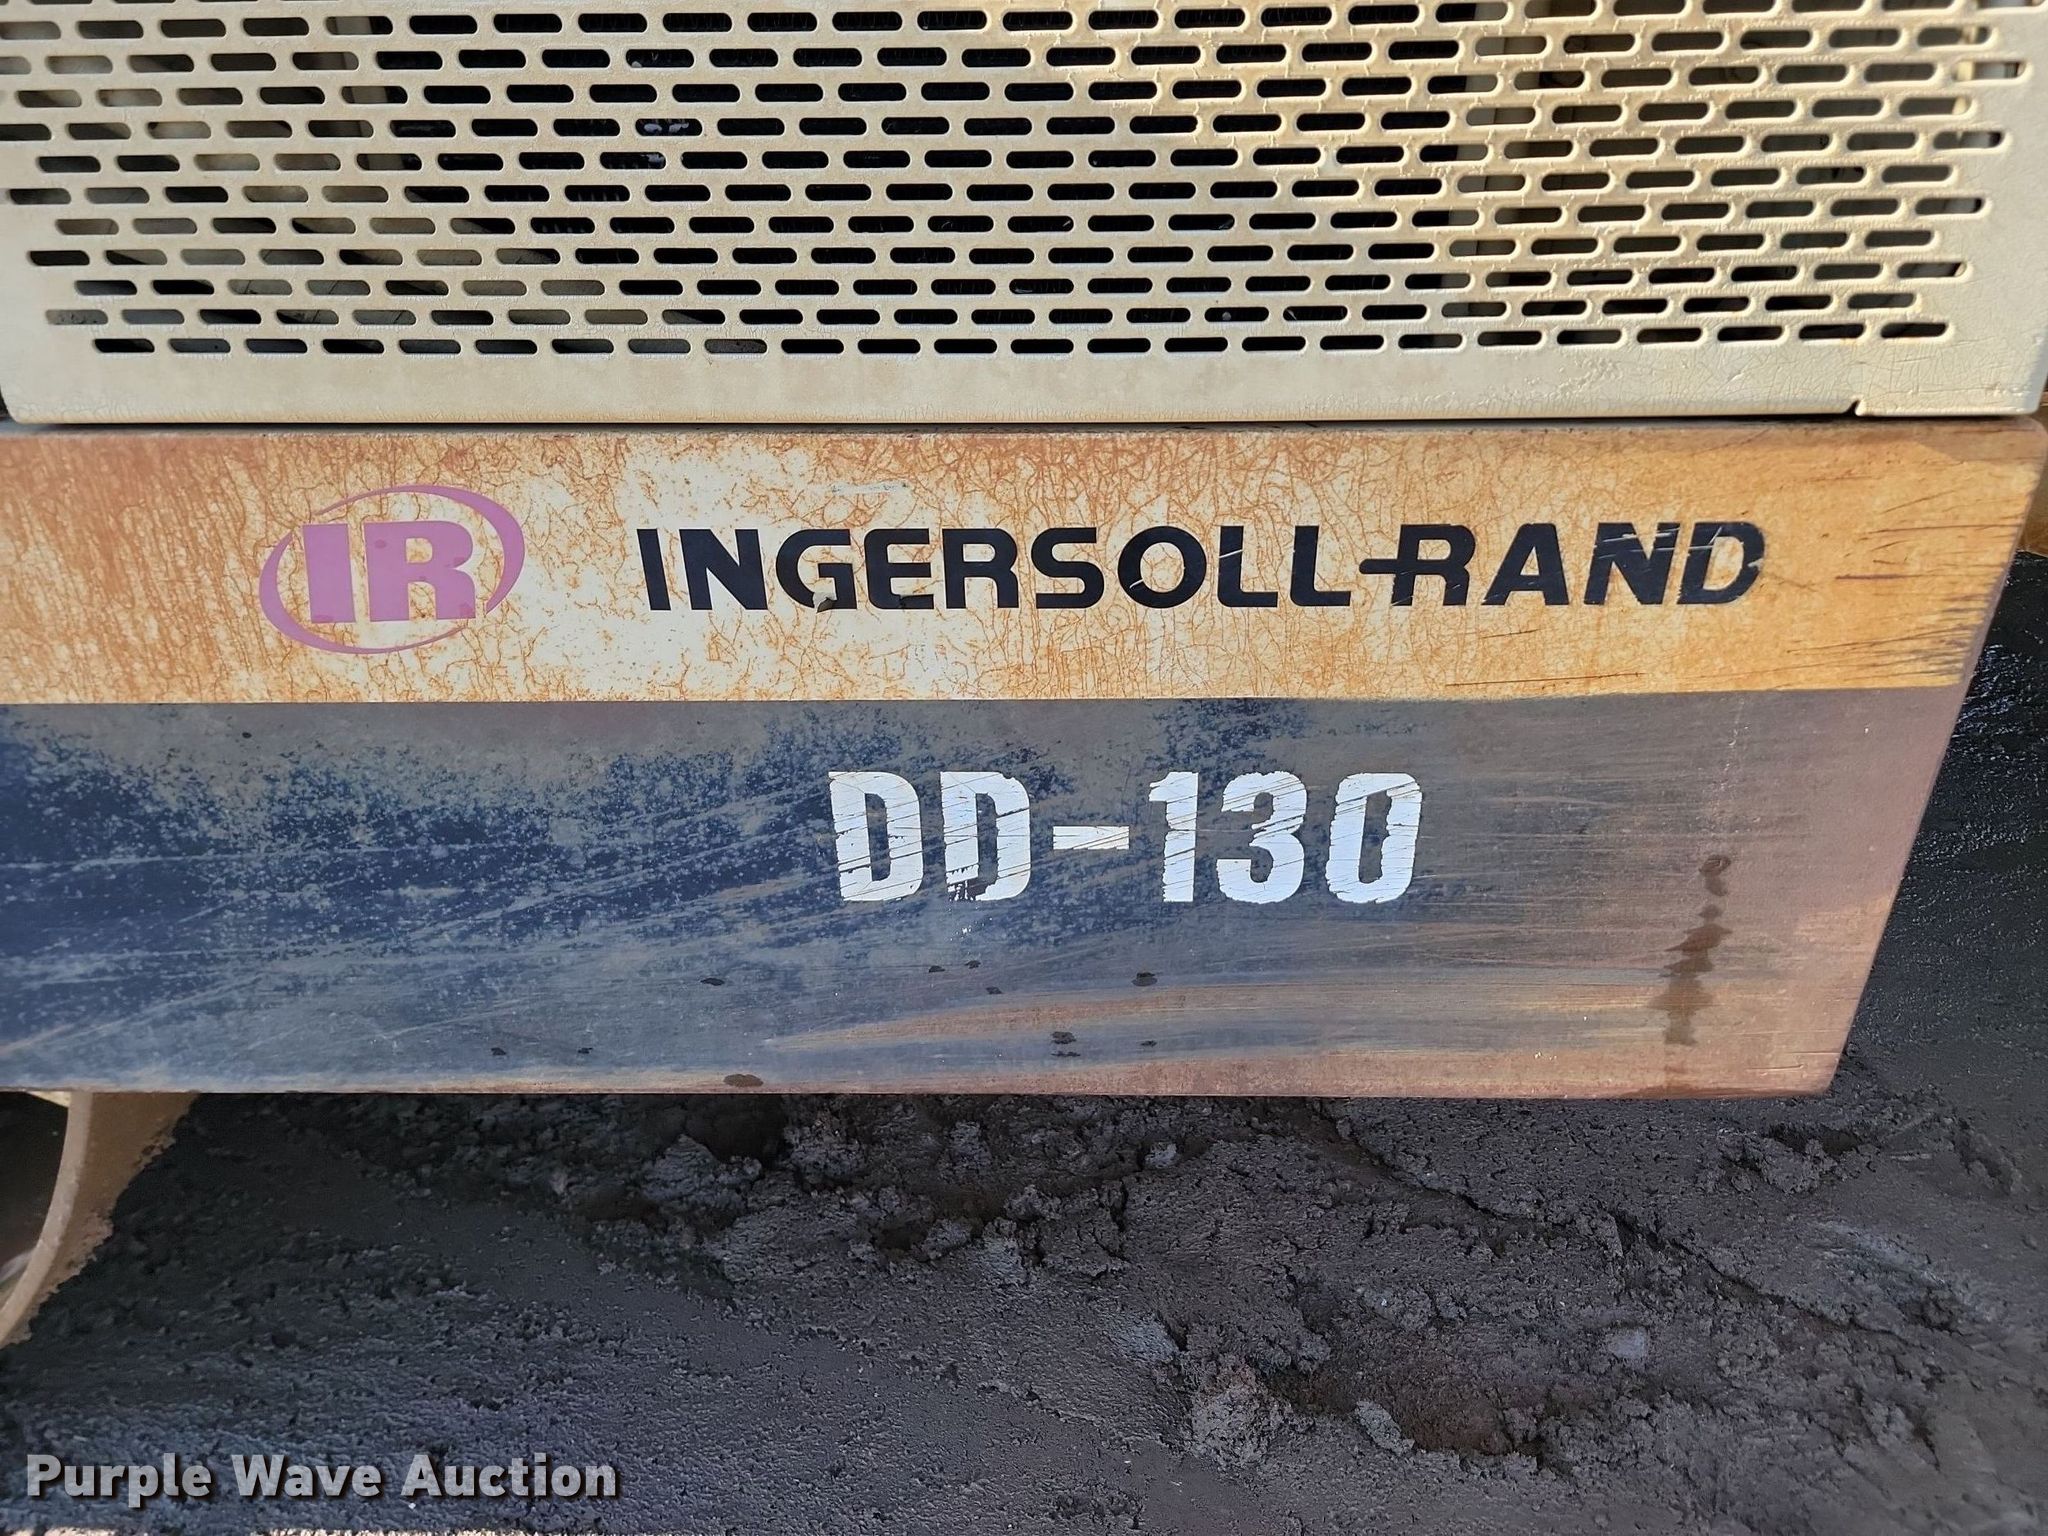 IR INGERSOLL-RAND
DD-130
Purple Wave Auction